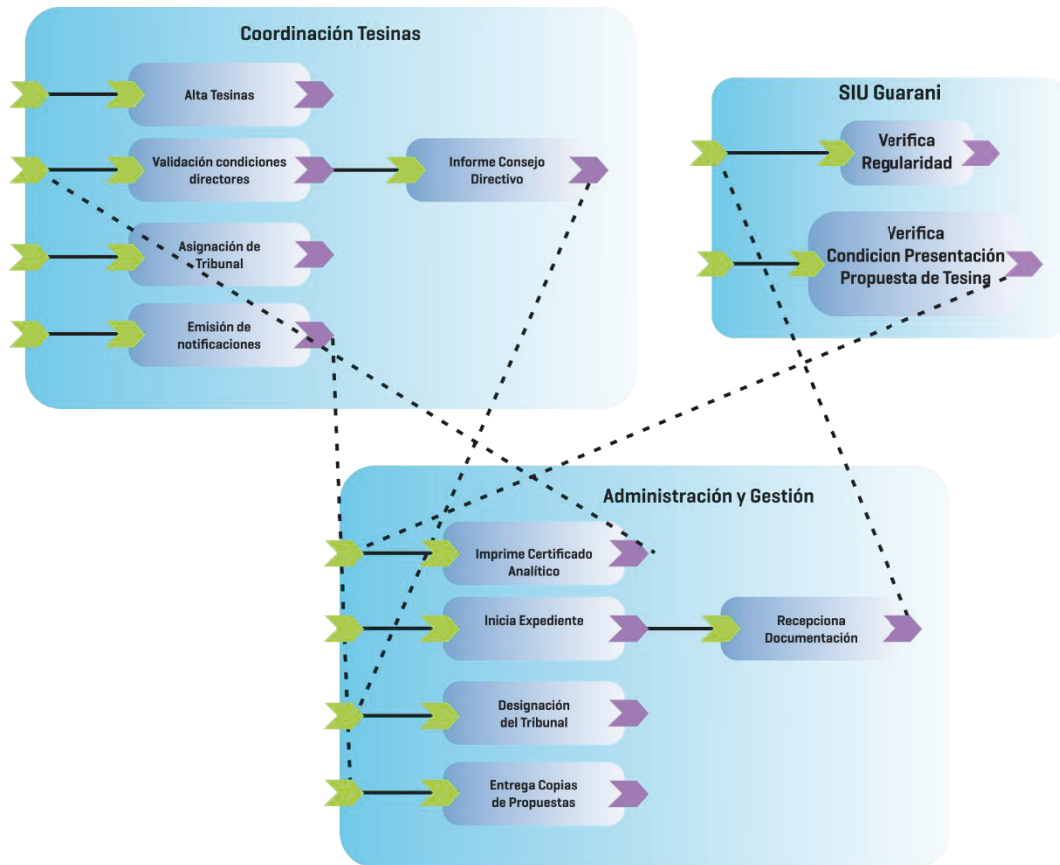 Coordinación Tesinas
Alta Tesinas
Validación condiciones
directores
Informe Consejo
Directivo
Asignación de
Tribunal
Emisión de
notificaciones
SIU Guarani
Verifica
Regularidad
Verifica
Condicion Presentación
Propuesta de Tesina
Administración y Gestión
Imprime Certificado
Analítico
Inicia Expediente
Recepciona
Documentación
Designación
del Tribunal
Entrega Copias
de Propuestas